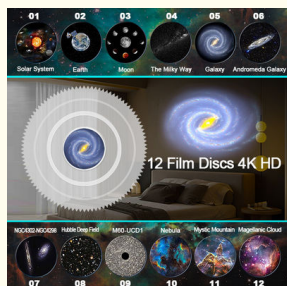 01 02 03 04 05 06
Solar System Earth Moon The Milky Way Galaxy Andromeda Galaxy
12 Film Discs 4K HD
NGC4302-NGC4298 Hubble Deep Field M60-UCD1 Nebula Mystic Mountain Magellanic Cloud
07 08 09 10 11 12